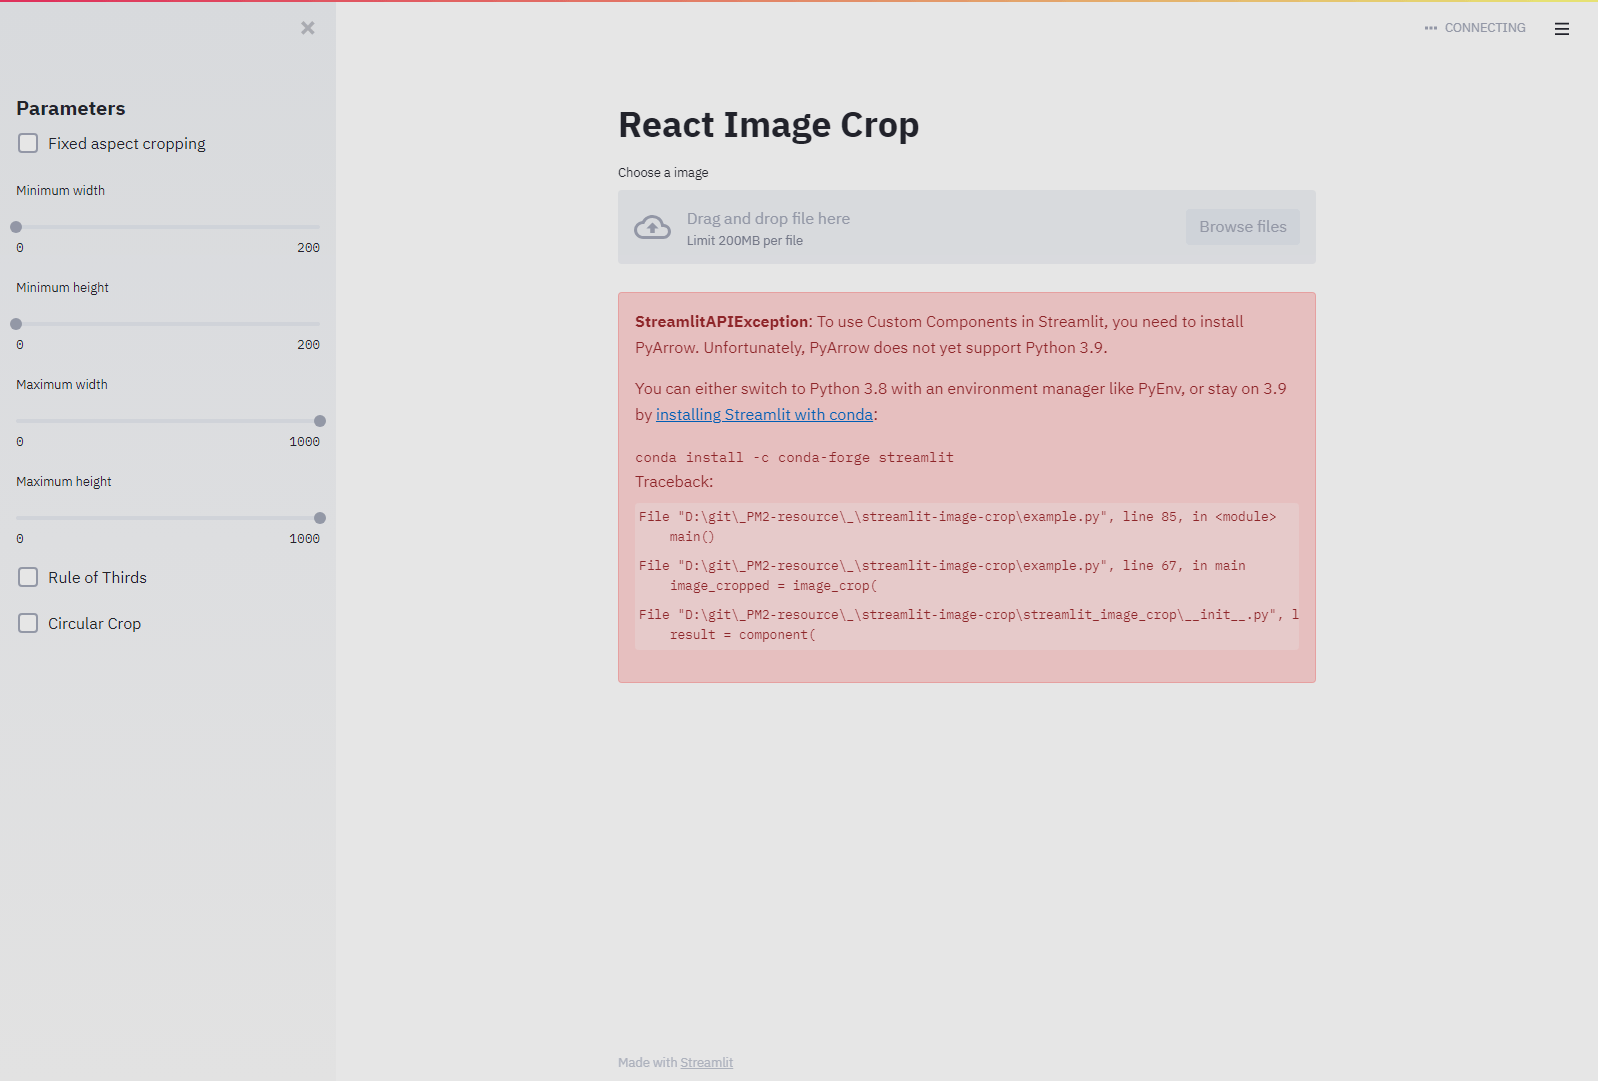 CONNECTING
Parameters
Fixed aspect cropping
Minimum width
0 200
Minimum height
0 200
Maximum width
0 1000
Maximum height
0 1000
Rule of Thirds
Circular Crop
React Image Crop
Choose a image
Drag and drop file here
Limit 200MB per file
Browse files
StreamlitAPIException: To use Custom Components in Streamlit, you need to install
PyArrow. Unfortunately, PyArrow does not yet support Python 3.9.
You can either switch to Python 3.8 with an environment manager like PyEnv, or stay on 3.9
by installing Streamlit with conda:
conda install -c conda-forge streamlit
Traceback:
File "D:\git\_PM2-resource\_\streamlit-image-crop\example.py", line 85, in <module>
main()
File "D:\git\_PM2-resource\_\streamlit-image-crop\example.py", line 67, in main
image_cropped = image_crop(
File "D:\git\_PM2-resource\_\streamlit-image-crop\streamlit_image_crop\__init__.py", l
result = component(
Made with Streamlit